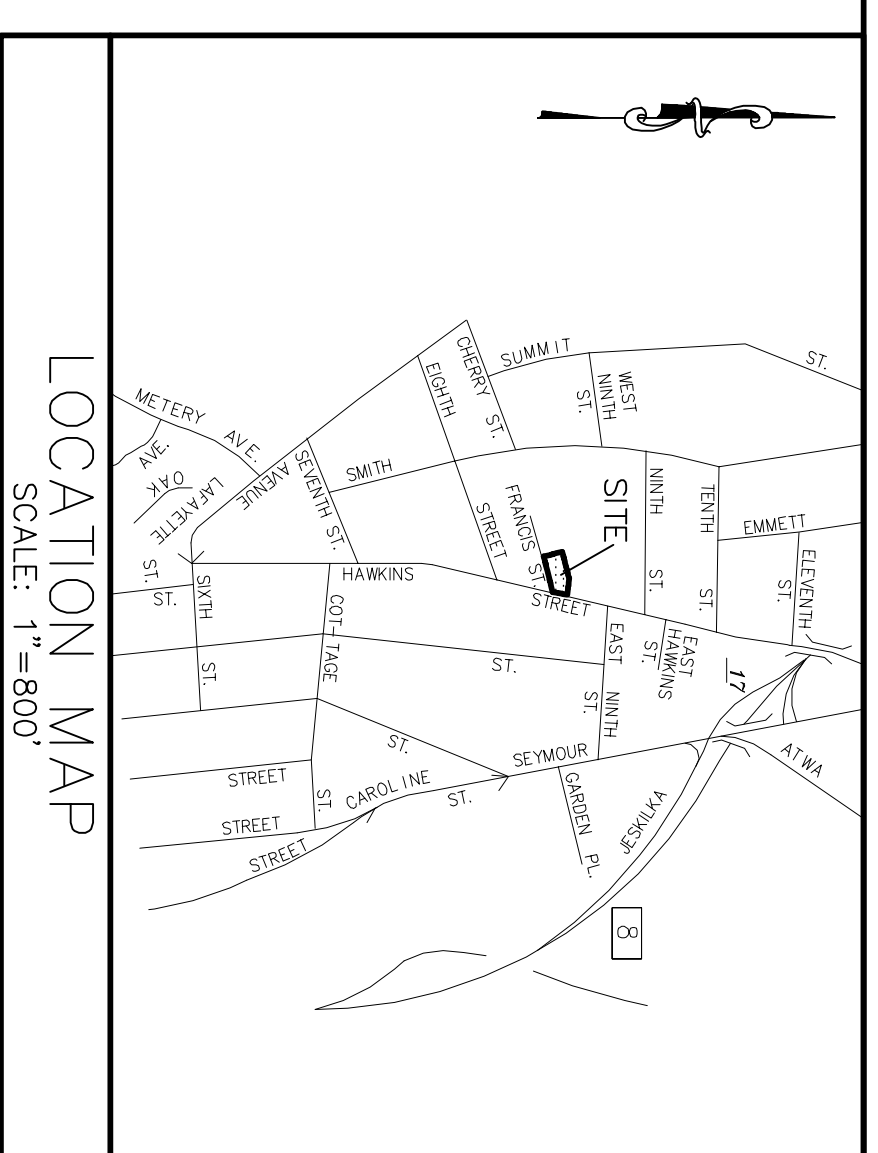 ST.
SUMMIT
WEST
NINTH
ST.
CHERRY
ST.
EIGHTH
STREET
METERY
AVE.
AVE.
OAK
LAFAYETTE
ST.
AVENUE
SEVENTH ST.
SMITH
FRANCIS ST.
SITE
NINTH
ST.
TENTH
ST.
EMMETT
ELEVENTH
ST.
HAWKINS
STREET
SIXTH
ST.
ST.
COT-TAGE
ST.
ST.
EAST
NINTH
ST.
EAST
HAWKINS
ST.
17
ST.
SEYMOUR
ATWA
STREET
CAROLINE
ST.
STREET
STREET
GARDEN PL.
JESKILKA
8
LOCATION MAP
SCALE: 1"=800'